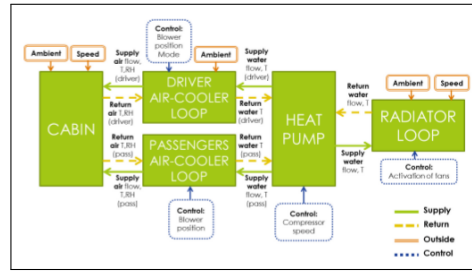 Ambient
Speed
Supply
air flow,
T,RH
(driver)
Control:
Blower
position
Mode
Ambient
Supply
water
flow, T
(driver)
Return
air T,RH
(driver)
DRIVER
AIR-COOLER
LOOP
Return
water T
(driver)
CABIN
HEAT
PUMP
Return
water
flow, T
Ambient
Speed
RADIATOR
LOOP
Return
air T,RH
(pass)
PASSENGERS
AIR-COOLER
LOOP
Return
water T
(pass)
Supply
air flow,
T,RH
(pass)
Supply
water
flow, T
(pass)
Supply
water
flow, T
Control:
Activation of fans
Control:
Blower
position
Control:
Compressor
speed
Supply
Return
Outside
Control